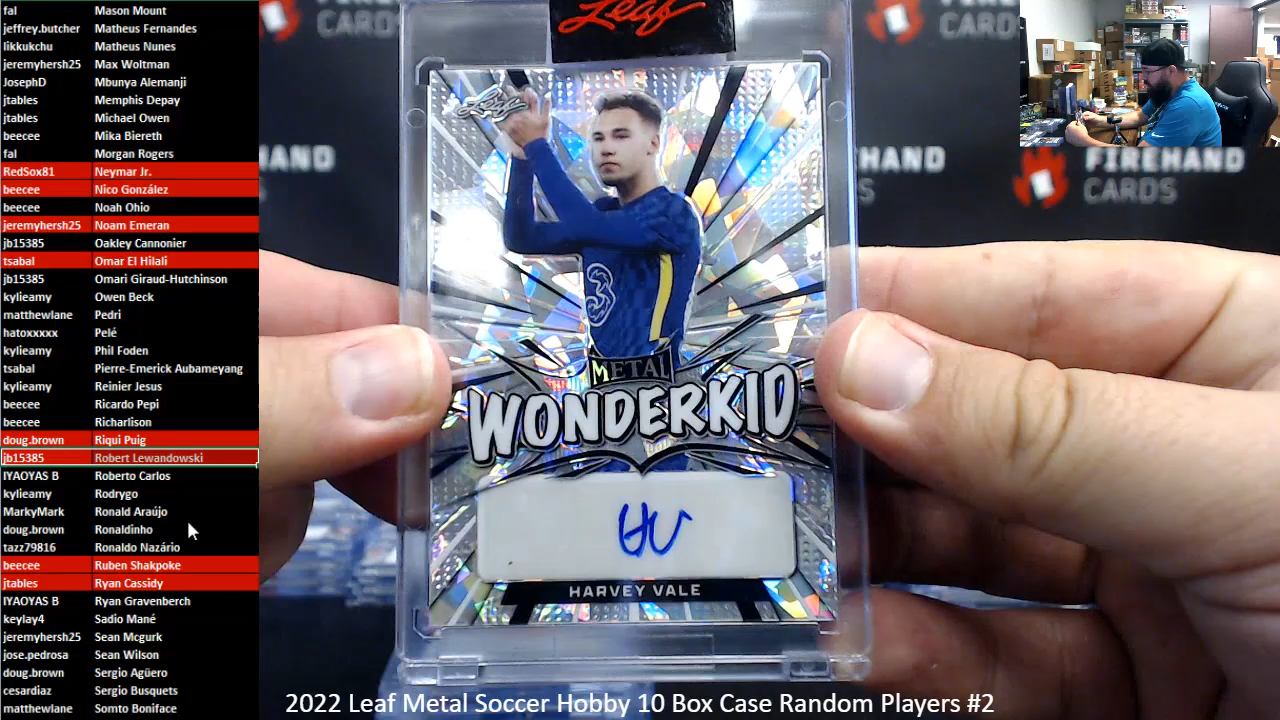 fal Mason Mount
jeffrey.butcher Matheus Fernandes
likkukchu Matheus Nunes
jeremyhersh25 Max Woltman
JosephD Mbunya Alemanji
jtables Memphis Depay
jtables Michael Owen
beecee Mika Biereth
fal Morgan Rogers
RedSox81 Neymar Jr.
beecee Nico González
beecee Noah Ohio
jeremyhersh25 Noam Emeran
jb15385 Oakley Cannonier
tsabal Omar El Hilali
jb15385 Omari Giraud-Hutchinson
kylieamy Owen Beck
matthewlane Pedri
hatoxxxxx Pelé
kylieamy Phil Foden
tsabal Pierre-Emerick Aubameyang
kylieamy Reinier Jesus
beecee Ricardo Pepi
beecee Richarlison
doug.brown Riqui Puig
jb15385 Robert Lewandowski
IYAOYAS B Roberto Carlos
kylieamy Rodrygo
MarkyMark Ronald Araújo
doug.brown Ronaldinho
tazz79816 Ronaldo Nazário
beecee Ruben Shakpoke
jtables Ryan Cassidy
IYAOYAS B Ryan Gravenberch
keylay4 Sadio Mané
jeremyhersh25 Sean Mcgurk
jose.pedrosa Sean Wilson
doug.brown Sergio Agüero
cesardiaz Sergio Busquets
matthewlane Somto Boniface
Leaf
Leaf
3
METAL
WONDERKID
HV
HARVEY VALE
FIREHAND
CARDS
2022 Leaf Metal Soccer Hobby 10 Box Case Random Players #2